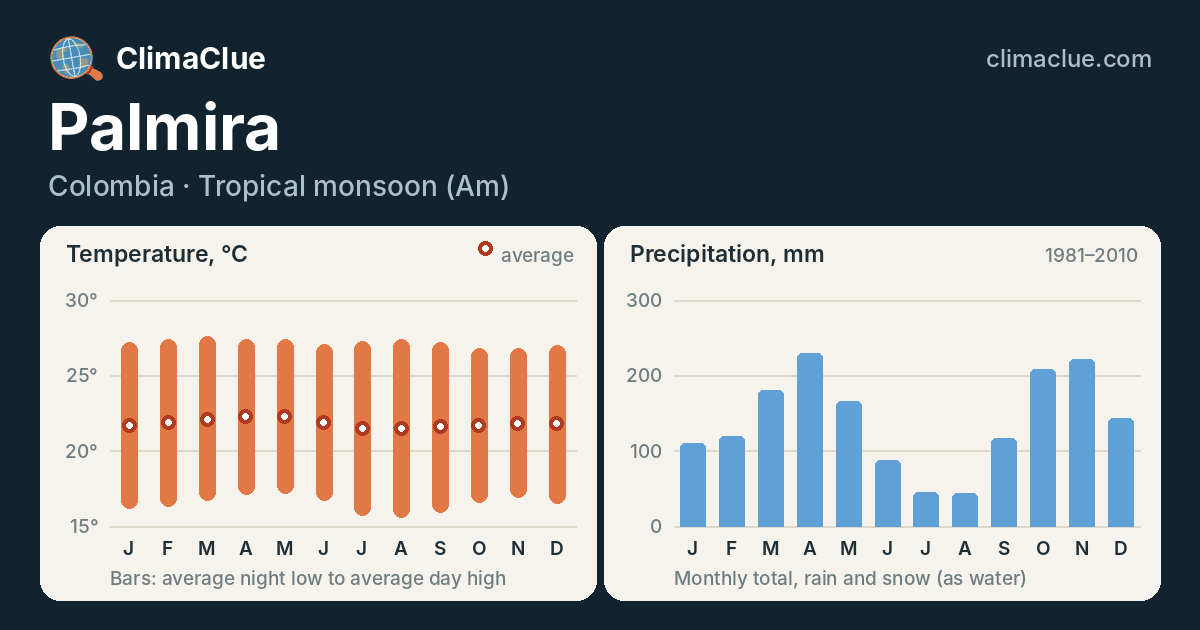 ClimaClue
climaclue.com
Palmira
Colombia · Tropical monsoon (Am)
Temperature, °C
average
30°
25°
20°
15°
J F M A M J J A S O N D
Bars: average night low to average day high
Precipitation, mm
1981–2010
300
200
100
0
J F M A M J J A S O N D
Monthly total, rain and snow (as water)